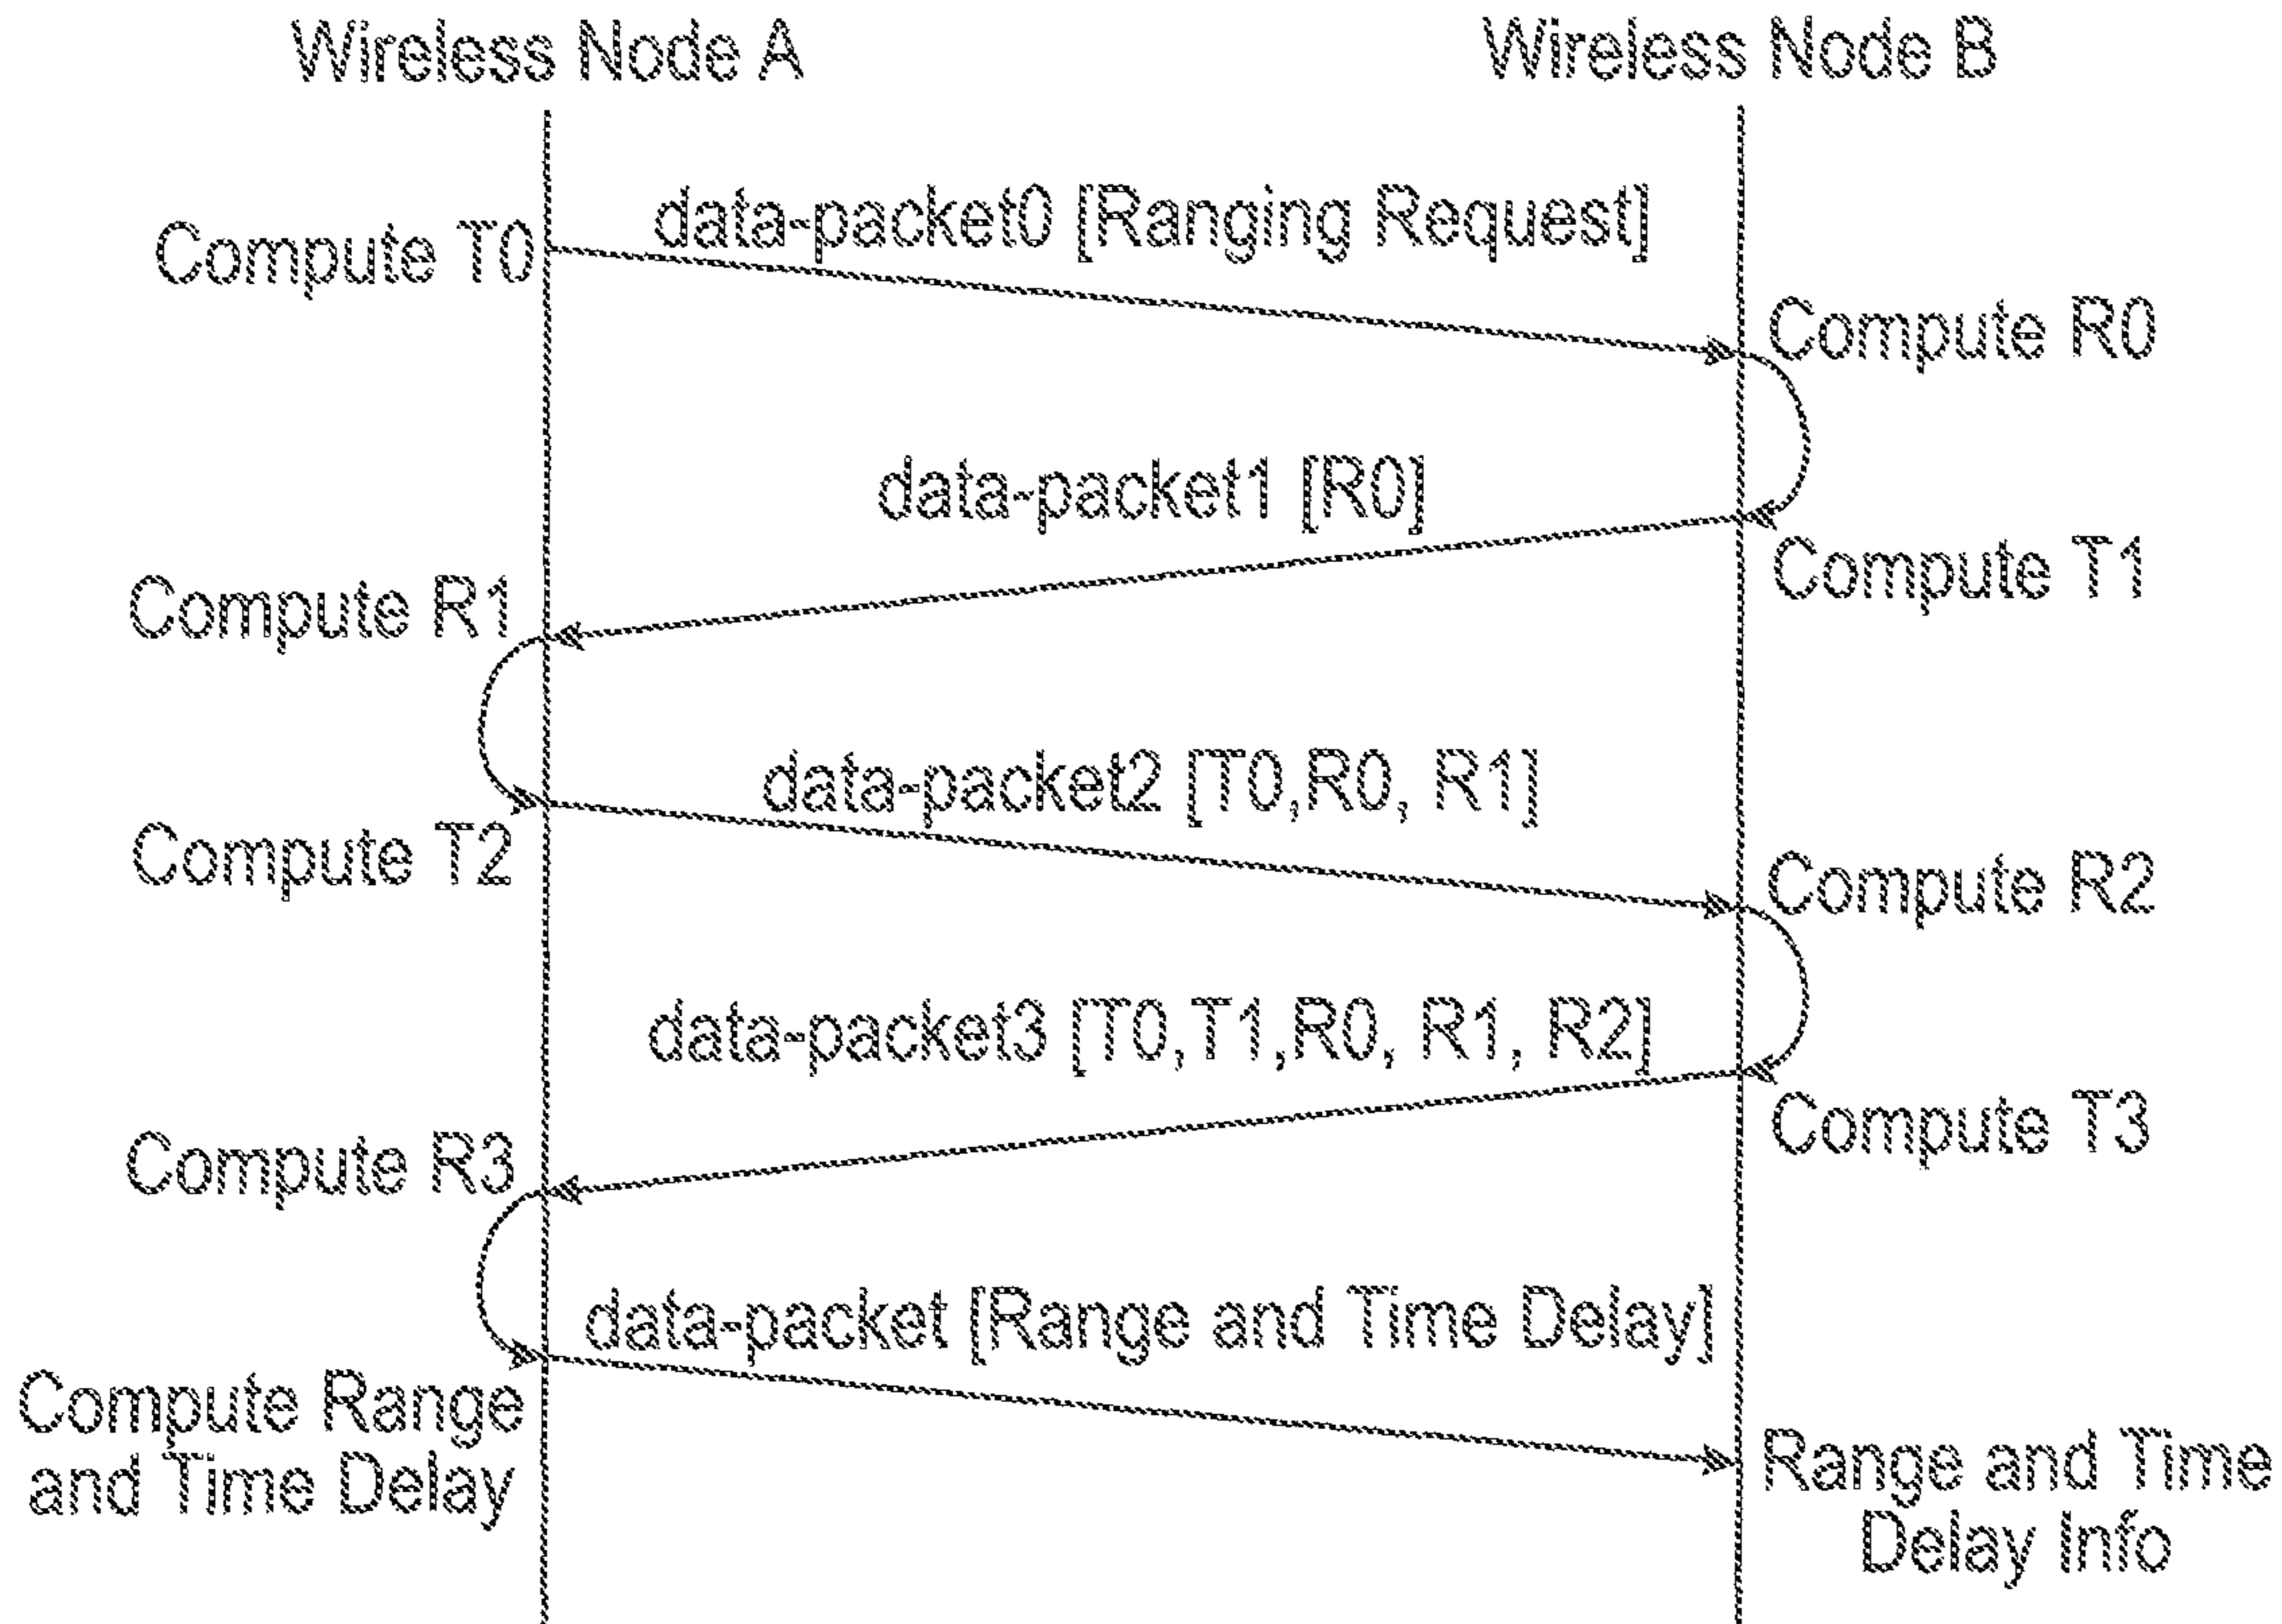 Wireless Node A
Wireless Node B
data-packet0 [Ranging Request]
Compute T0
Compute R0
data-packet1 [R0]
Compute T1
Compute R1
data-packet2 [T0,R0, R1]
Compute T2
Compute R2
data-packet3 [T0,T1,R0, R1, R2]
Compute T3
Compute R3
data-packet [Range and Time Delay]
Compute Range
and Time Delay
Range and Time
Delay Info